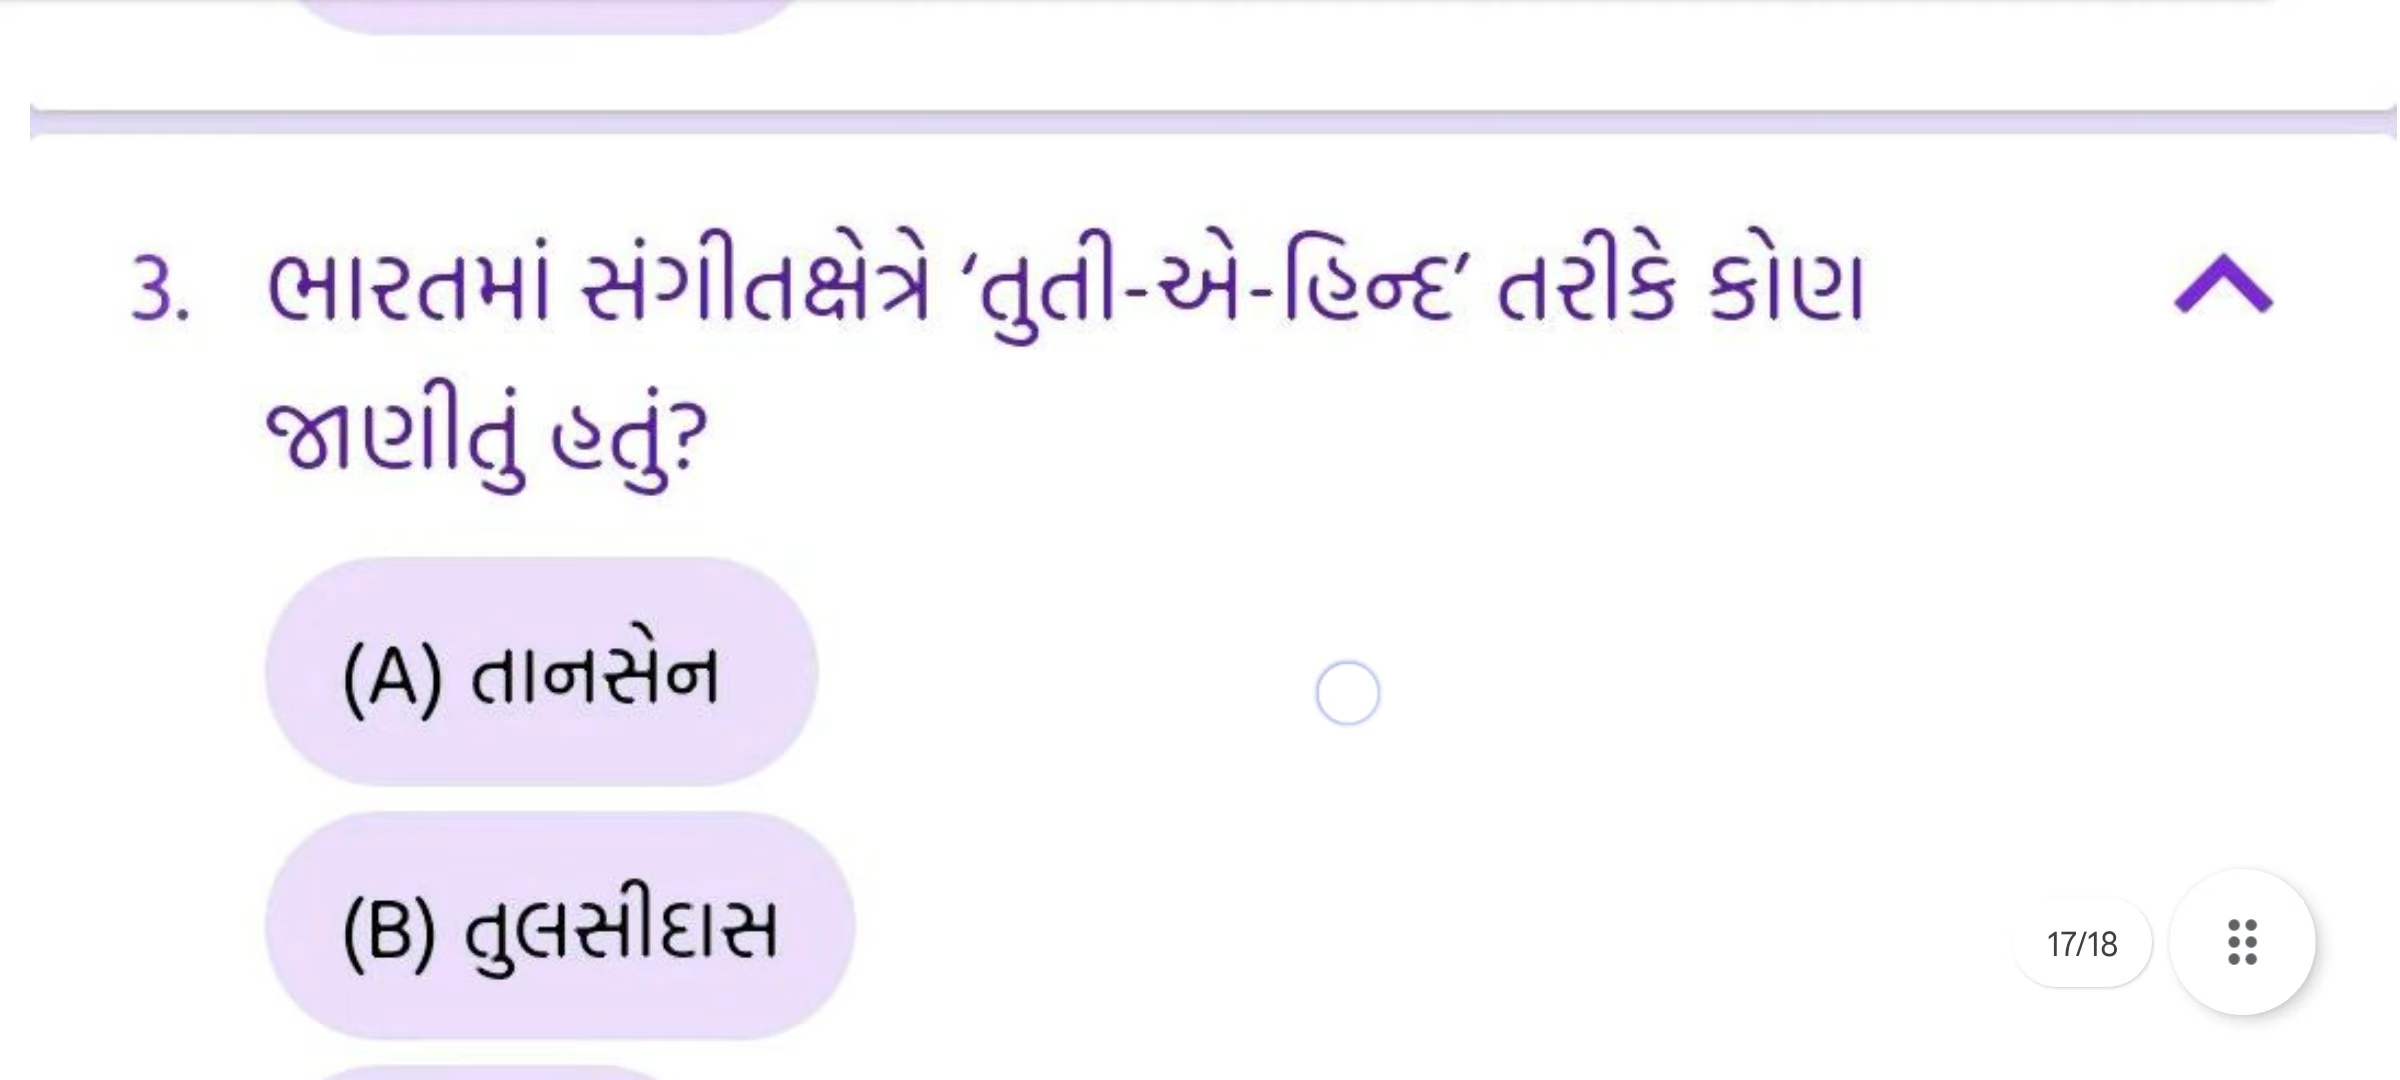 3. ભારતમાં સંગીતક્ષેત્રે ‘તુતી-એ-હિન્દ’ તરીકે કોણ
જાણીતું હતું?
(A) તાનસેન
(B) તુલસીદાસ
17/18